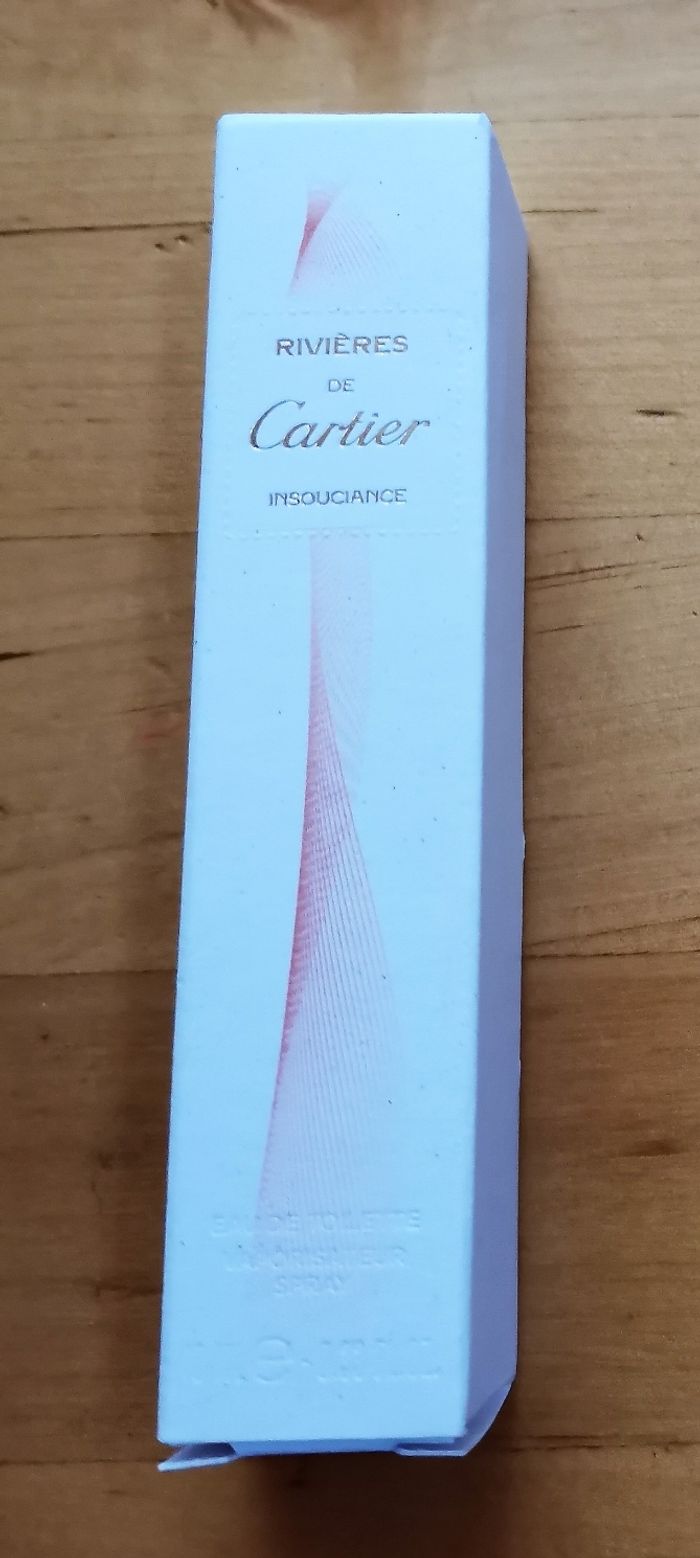 RIVIÈRES
DE
Cartier
INSOUCIANCE
EAU DE TOILETTE
VAPORISATEUR
SPRAY